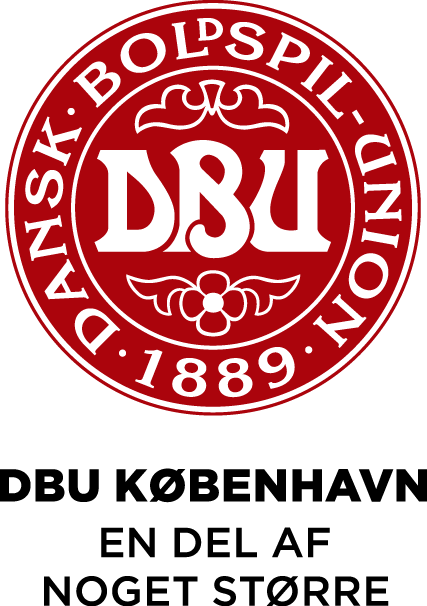 DANSK · BOLDSPIL-UNION
· 1889 ·
DBU
DBU KØBENHAVN
EN DEL AF
NOGET STØRRE